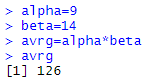 > alpha=9
> beta=14
> avrg=alpha*beta
> avrg
[1] 126